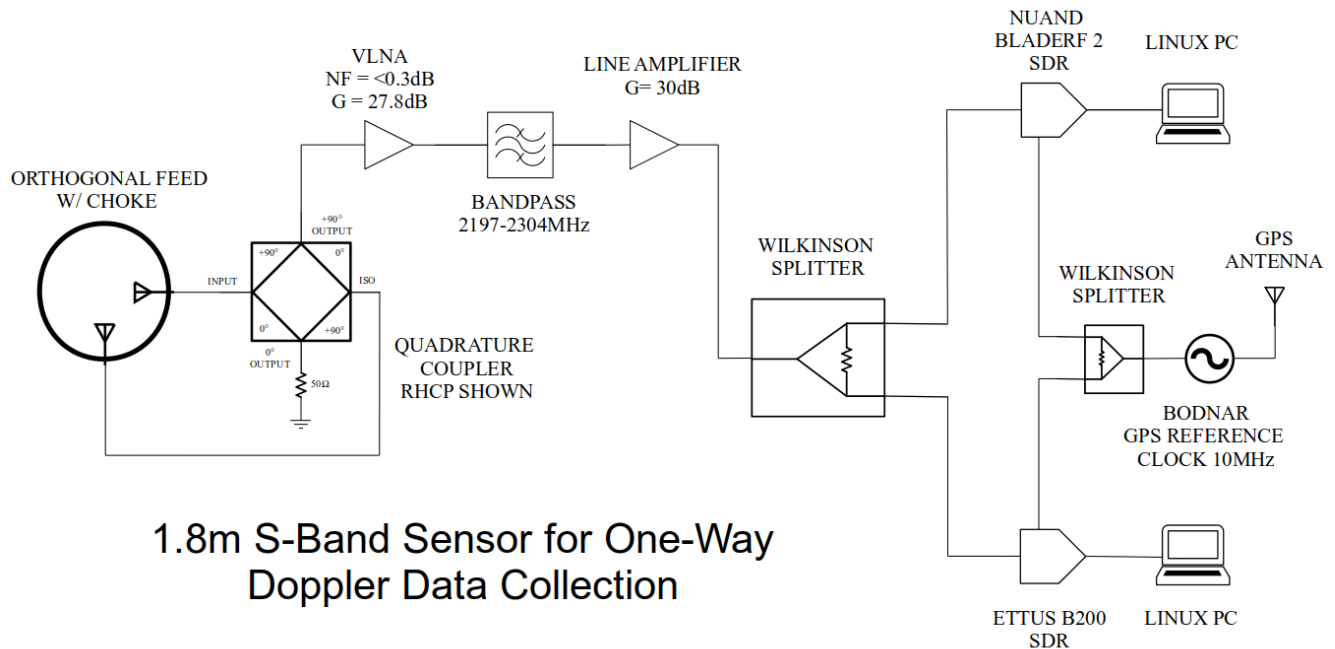 NUAND
BLADERF 2
SDR
LINUX PC
VLNA
NF = <0.3dB
G = 27.8dB
LINE AMPLIFIER
G= 30dB
ORTHOGONAL FEED
W/ CHOKE
BANDPASS
2197-2304MHz
+90°
OUTPUT
+90°
0°
INPUT
ISO
0°
+90°
0°
OUTPUT
50Ω
QUADRATURE
COUPLER
RHCP SHOWN
WILKINSON
SPLITTER
GPS
ANTENNA
WILKINSON
SPLITTER
BODNAR
GPS REFERENCE
CLOCK 10MHz
1.8m S-Band Sensor for One-Way
Doppler Data Collection
ETTUS B200
SDR
LINUX PC